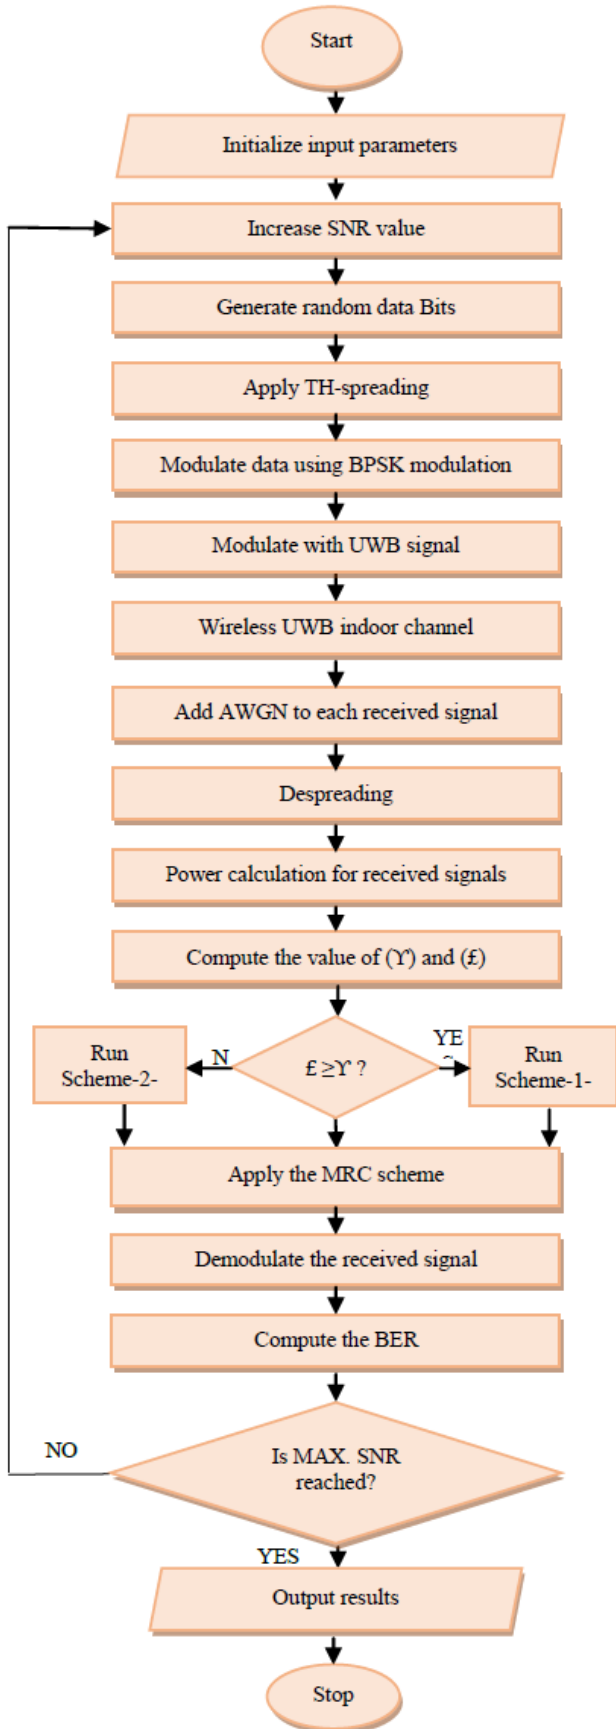 Start
Initialize input parameters
Increase SNR value
Generate random data Bits
Apply TH-spreading
Modulate data using BPSK modulation
Modulate with UWB signal
Wireless UWB indoor channel
Add AWGN to each received signal
Despreading
Power calculation for received signals
Compute the value of (ϒ) and (£)
Run
Scheme-2-
N
£ ≥ϒ ?
YE
Run
Scheme-1-
Apply the MRC scheme
Demodulate the received signal
Compute the BER
NO
Is MAX. SNR
reached?
YES
Output results
Stop